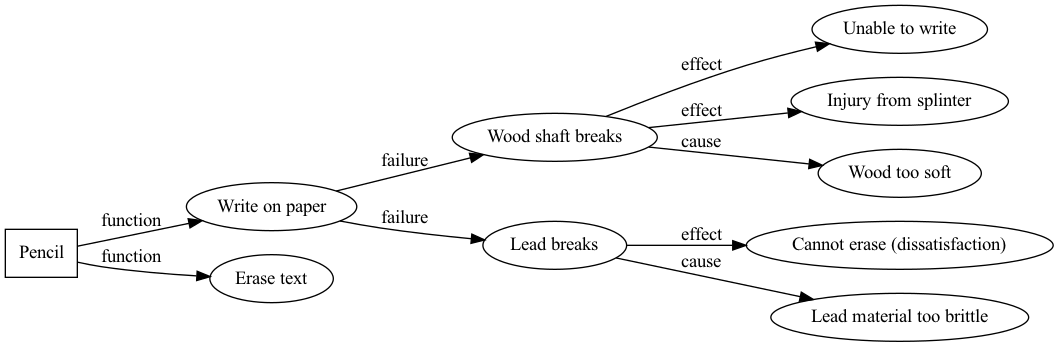 Pencil
function
function
Write on paper
Erase text
failure
failure
Wood shaft breaks
Lead breaks
effect
effect
cause
effect
cause
Unable to write
Injury from splinter
Wood too soft
Cannot erase (dissatisfaction)
Lead material too brittle